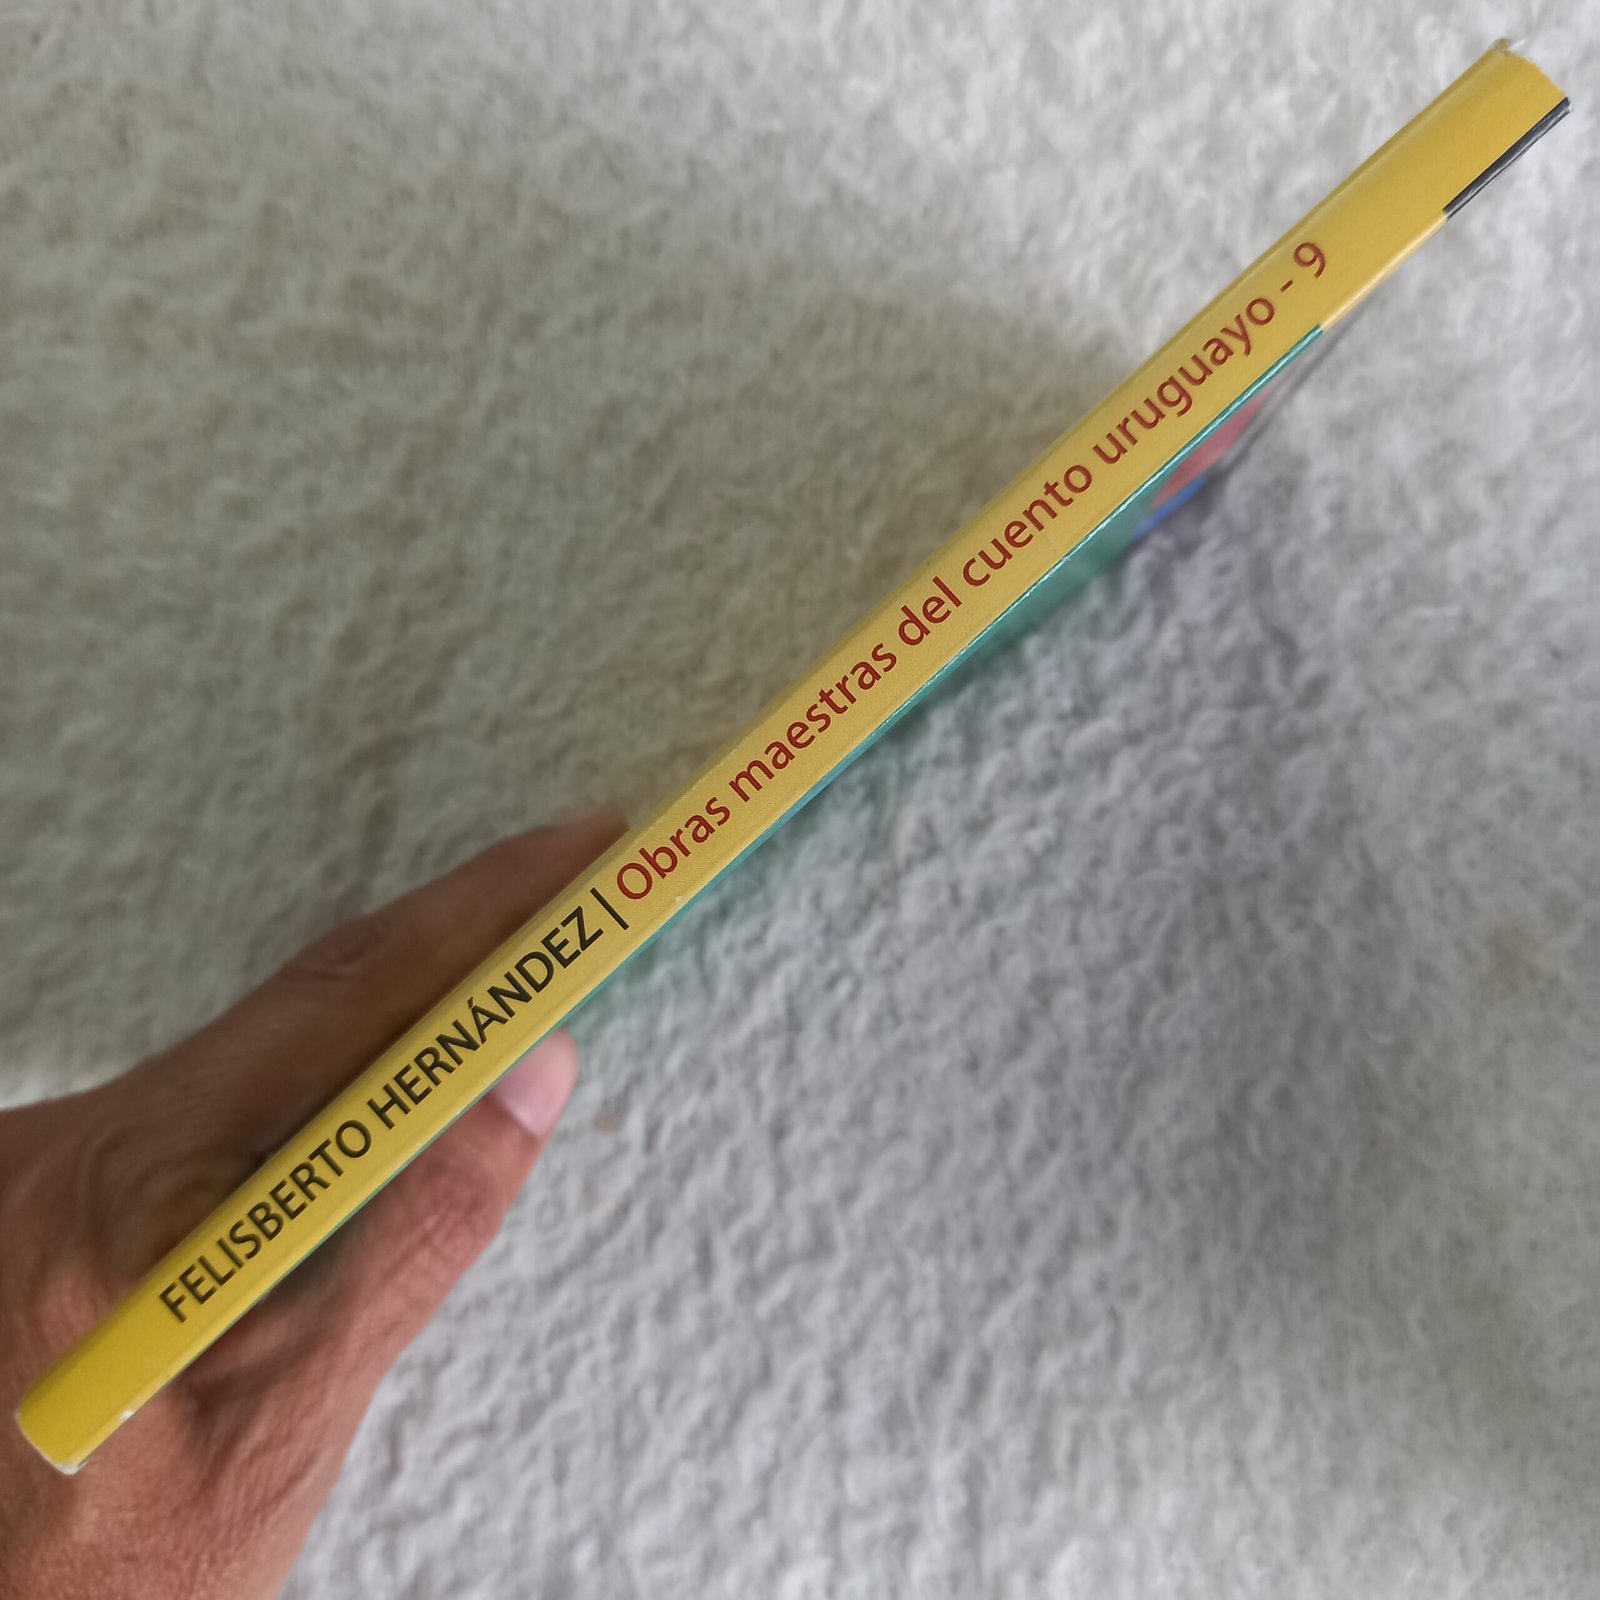 FELISBERTO HERNÁNDEZ | Obras maestras del cuento uruguayo - 9